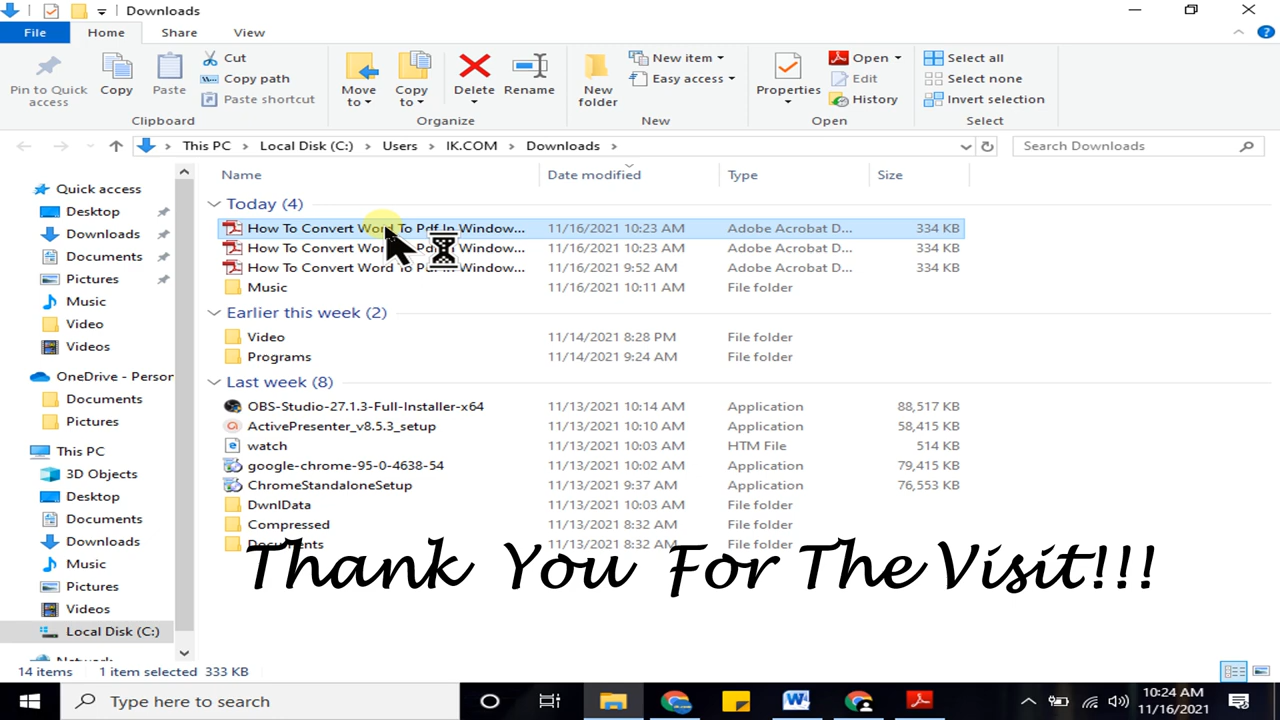 Downloads
File Home Share View
Pin to Quick access
Copy
Paste
Cut
Copy path
Paste shortcut
Clipboard
Move to
Copy to
Delete
Rename
Organize
New folder
New item
Easy access
New
Properties
Open
Edit
History
Open
Select all
Select none
Invert selection
Select
This PC > Local Disk (C:) > Users > IK.COM > Downloads >
Search Downloads
Quick access
Desktop
Downloads
Documents
Pictures
Music
Video
Videos
OneDrive - Person
Documents
Pictures
This PC
3D Objects
Desktop
Documents
Downloads
Music
Pictures
Videos
Local Disk (C:)
Network
Name Date modified Type Size
Today (4)
How To Convert Word To Pdf In Window... 11/16/2021 10:23 AM Adobe Acrobat D... 334 KB
How To Convert Wor Pdf In Window... 11/16/2021 10:23 AM Adobe Acrobat D... 334 KB
How To Convert Word To Pdf In Window... 11/16/2021 9:52 AM Adobe Acrobat D... 334 KB
Music 11/16/2021 10:11 AM File folder
Earlier this week (2)
Video 11/14/2021 8:28 PM File folder
Programs 11/14/2021 9:24 AM File folder
Last week (8)
OBS-Studio-27.1.3-Full-Installer-x64 11/13/2021 10:14 AM Application 88,517 KB
ActivePresenter_v8.5.3_setup 11/13/2021 10:10 AM Application 58,415 KB
watch 11/13/2021 10:03 AM HTM File 514 KB
google-chrome-95-0-4638-54 11/13/2021 10:02 AM Application 79,415 KB
ChromeStandaloneSetup 11/13/2021 9:37 AM Application 76,553 KB
DwnlData 11/13/2021 10:03 AM File folder
Compressed 11/13/2021 8:32 AM File folder
Documents 11/13/2021 8:32 AM File folder
Thank You For The Visit!!!
14 items 1 item selected 333 KB
Type here to search
10:24 AM
11/16/2021